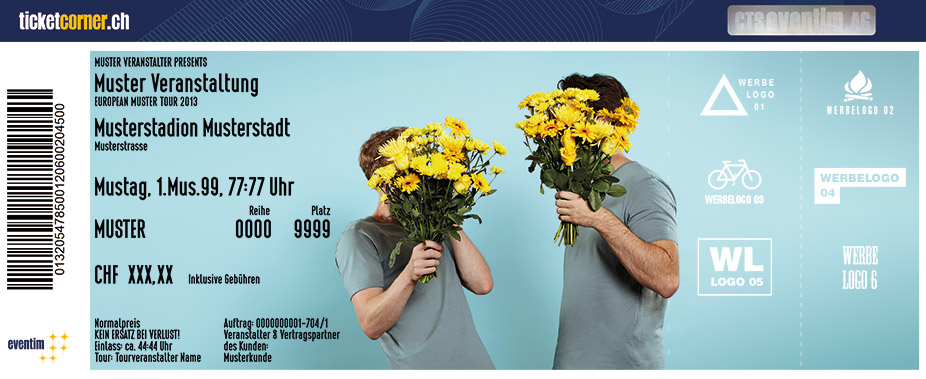 ticketcorner.ch
CTSeventim AG
MUSTER VERANSTALTER PRESENTS
Muster Veranstaltung
EUROPEAN MUSTER TOUR 2013
Musterstadion Musterstadt
Musterstrasse
Mustag, 1.Mus.99, 77:77 Uhr
Reihe Platz
MUSTER 0000 9999
CHF XXX,XX Inklusive Gebühren
Normalpreis
KEIN ERSATZ BEI VERLUST!
Einlass: ca. 44:44 Uhr
Tour: Tourveranstalter Name
Auftrag: 0000000001-704/1
Veranstalter & Vertragspartner
des Kunden:
Musterkunde
01320547850012060020450​0
eventim
WERBE
LOGO
01
WERBELOGO 02
WERBELOGO 03
WERBELOGO
04
WL
LOGO 05
WERBE
LOGO 6